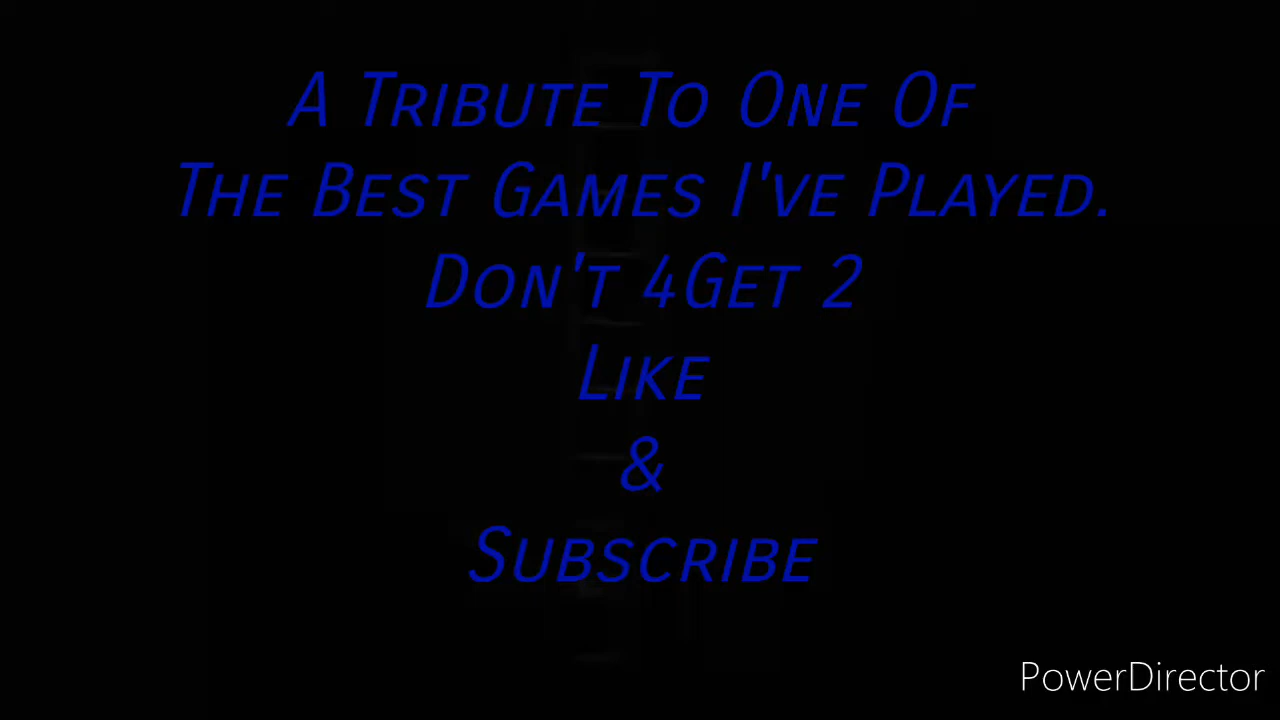 A Tribute To One Of
The Best Games I've Played.
Don't 4Get 2
Like
&
Subscribe
PowerDirector